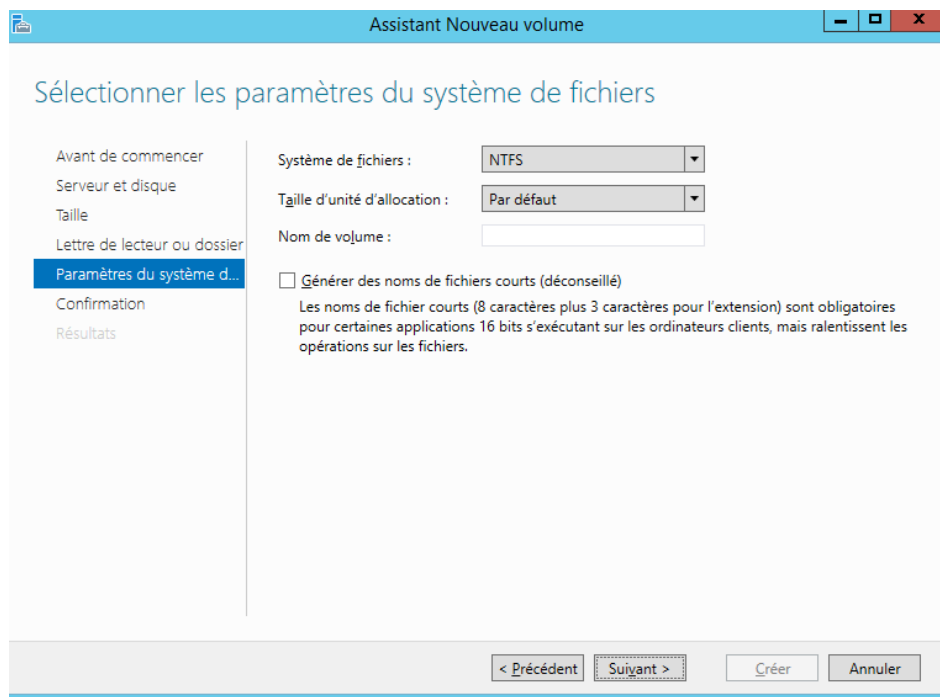 Assistant Nouveau volume
Sélectionner les paramètres du système de fichiers
Avant de commencer
Serveur et disque
Taille
Lettre de lecteur ou dossier
Paramètres du système d...
Confirmation
Résultats
Système de fichiers :
NTFS
Taille d'unité d'allocation :
Par défaut
Nom de volume :
Générer des noms de fichiers courts (déconseillé)
Les noms de fichier courts (8 caractères plus 3 caractères pour l'extension) sont obligatoires
pour certaines applications 16 bits s'exécutant sur les ordinateurs clients, mais ralentissent les
opérations sur les fichiers.
< Précédent
Suivant >
Créer
Annuler